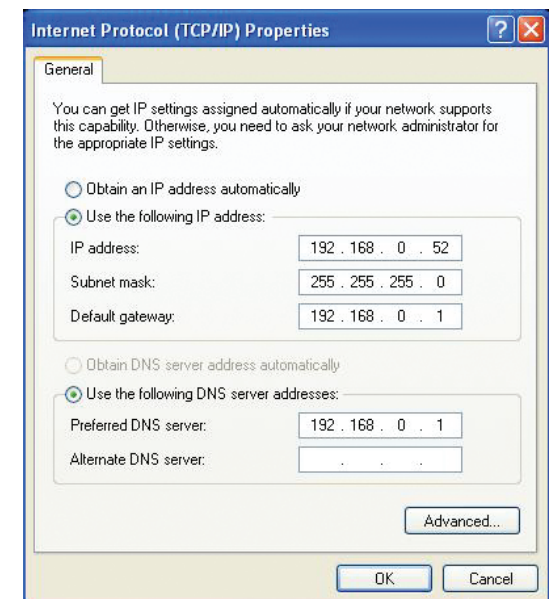 Internet Protocol (TCP/IP) Properties
General
You can get IP settings assigned automatically if your network supports
this capability. Otherwise, you need to ask your network administrator for
the appropriate IP settings.
Obtain an IP address automatically
Use the following IP address:
IP address: 192 . 168 . 0 . 52
Subnet mask: 255 . 255 . 255 . 0
Default gateway: 192 . 168 . 0 . 1
Obtain DNS server address automatically
Use the following DNS server addresses:
Preferred DNS server: 192 . 168 . 0 . 1
Alternate DNS server: . . .
Advanced...
OK Cancel